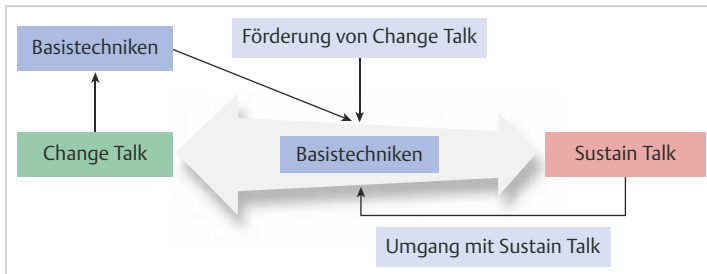 Basistechniken
Förderung von Change Talk
Change Talk
Basistechniken
Sustain Talk
Umgang mit Sustain Talk